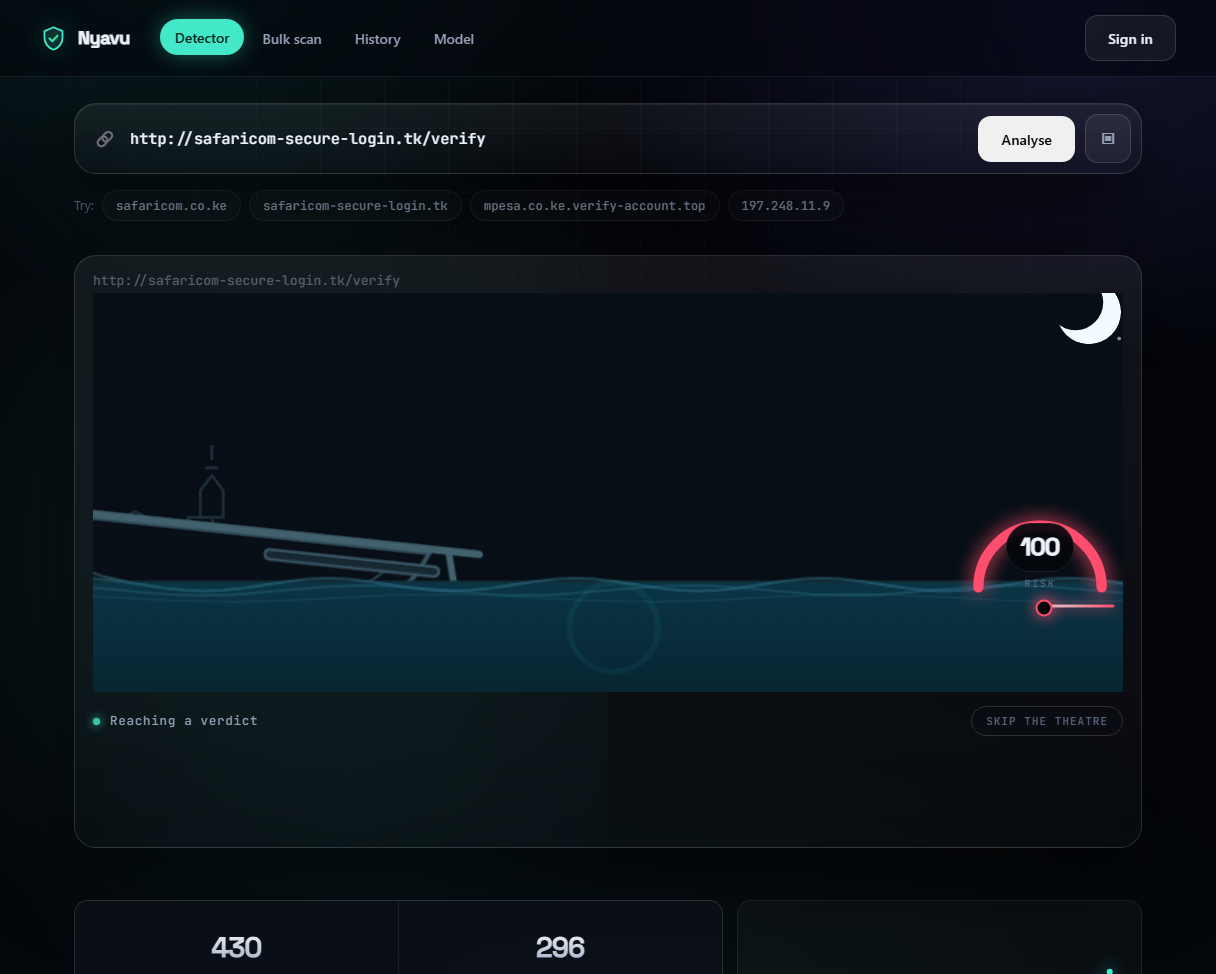 Nyavu
Detector
Bulk scan
History
Model
Sign in
http://safaricom-secure-login.tk/verify
Analyse
Try:
safaricom.co.ke
safaricom-secure-login.tk
mpesa.co.ke.verify-account.top
197.248.11.9
http://safaricom-secure-login.tk/verify
100
RISK
Reaching a verdict
SKIP THE THEATRE
430
296